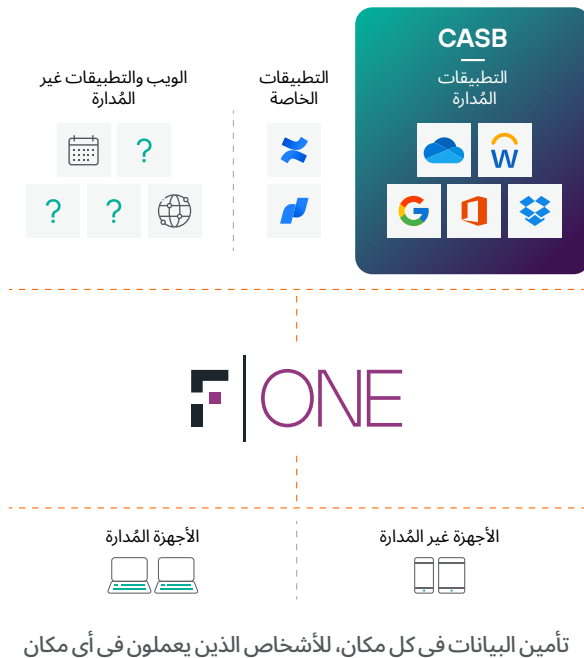 CASB
التطبيقات
المُدارة
التطبيقات
الخاصة
الويب والتطبيقات غير
المُدارة
?
? ?
F|ONE
الأجهزة غير المُدارة
الأجهزة المُدارة
تأمين البيانات في كل مكان، للأشخاص الذين يعملون في أي مكان